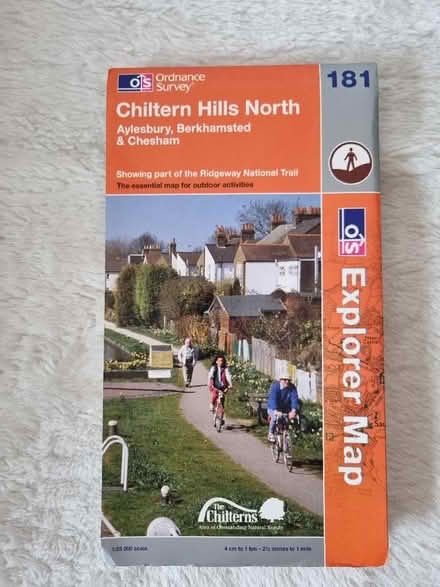 OS Ordnance
Survey®
181
Chiltern Hills North
Aylesbury, Berkhamsted
& Chesham
Showing part of the Ridgeway National Trail
The essential map for outdoor activities
OS
Explorer Map
The
Chilterns
Area of Outstanding Natural Beauty
1:25 000 scale
4 cm to 1 km – 2½ inches to 1 mile